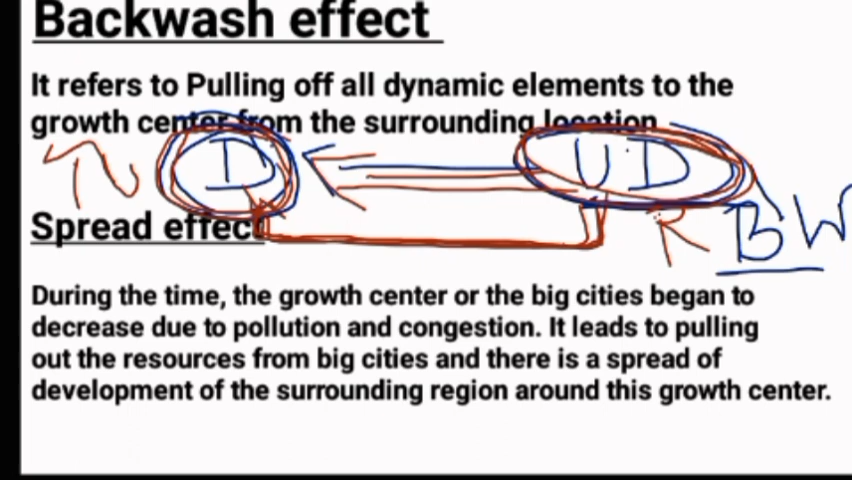 Backwash effect
It refers to Pulling off all dynamic elements to the
growth center from the surrounding location
D UD
Spread effect
R BW
During the time, the growth center or the big cities began to
decrease due to pollution and congestion. It leads to pulling
out the resources from big cities and there is a spread of
development of the surrounding region around this growth center.